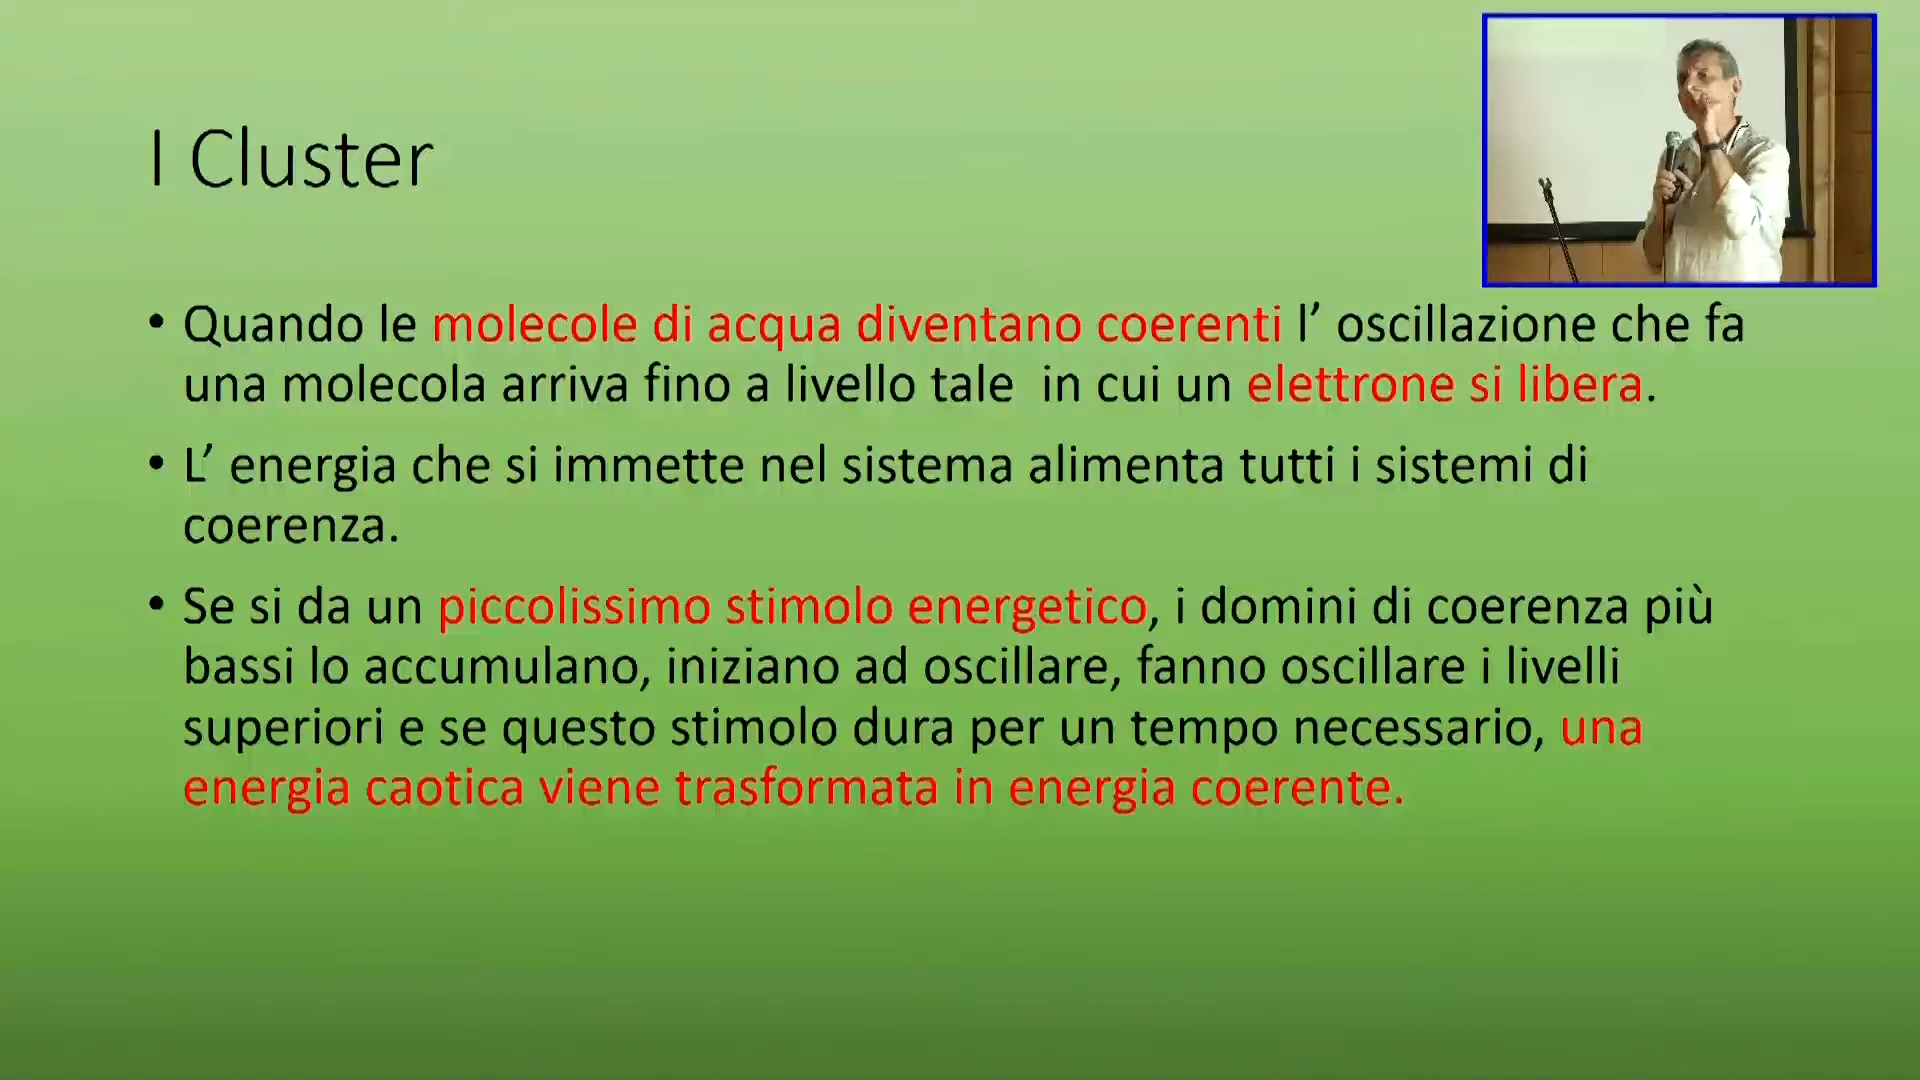 I Cluster
• Quando le molecole di acqua diventano coerenti l’ oscillazione che fa
una molecola arriva fino a livello tale  in cui un elettrone si libera.
• L’ energia che si immette nel sistema alimenta tutti i sistemi di
coerenza.
• Se si da un piccolissimo stimolo energetico, i domini di coerenza più
bassi lo accumulano, iniziano ad oscillare, fanno oscillare i livelli
superiori e se questo stimolo dura per un tempo necessario, una
energia caotica viene trasformata in energia coerente.